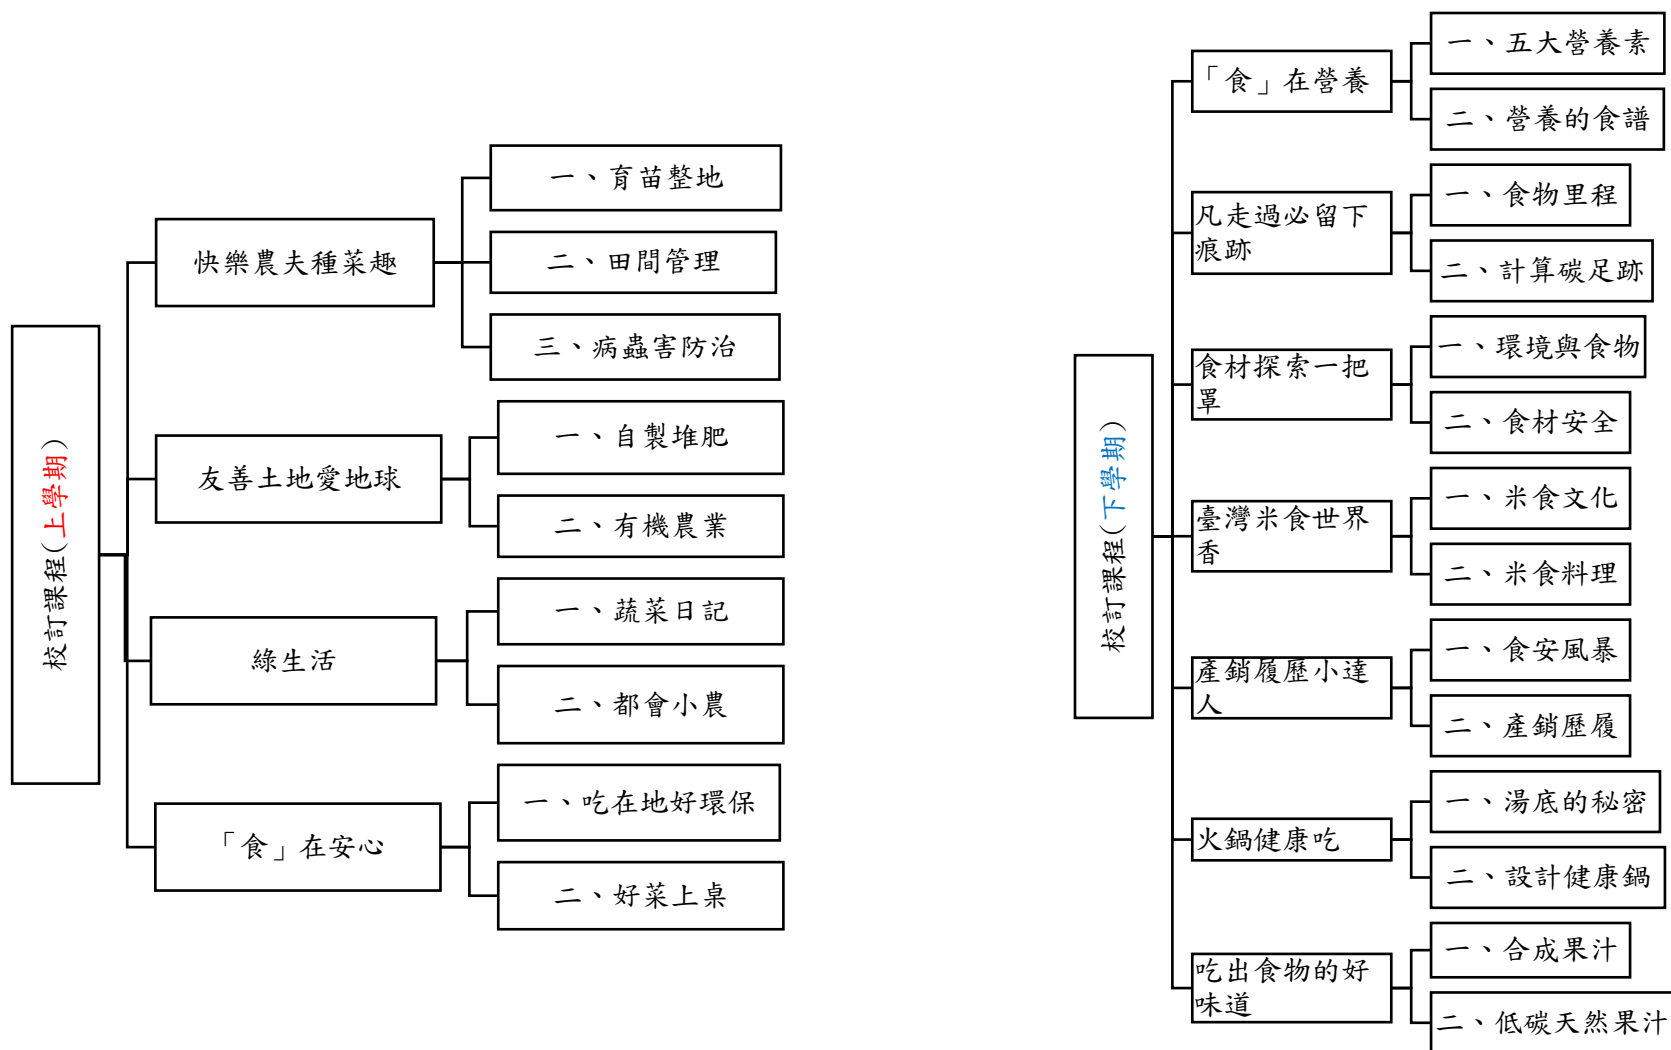 校訂課程(上學期)
快樂農夫種菜趣
一、育苗整地
二、田間管理
三、病蟲害防治
友善土地愛地球
一、自製堆肥
二、有機農業
綠生活
一、蔬菜日記
二、都會小農
「食」在安心
一、吃在地好環保
二、好菜上桌
校訂課程(下學期)
「食」在營養
一、五大營養素
二、營養的食譜
凡走過必留下
痕跡
一、食物里程
二、計算碳足跡
食材探索一把
罩
一、環境與食物
二、食材安全
臺灣米食世界
香
一、米食文化
二、米食料理
產銷履歷小達
人
一、食安風暴
二、產銷歷履
火鍋健康吃
一、湯底的秘密
二、設計健康鍋
吃出食物的好
味道
一、合成果汁
二、低碳天然果汁